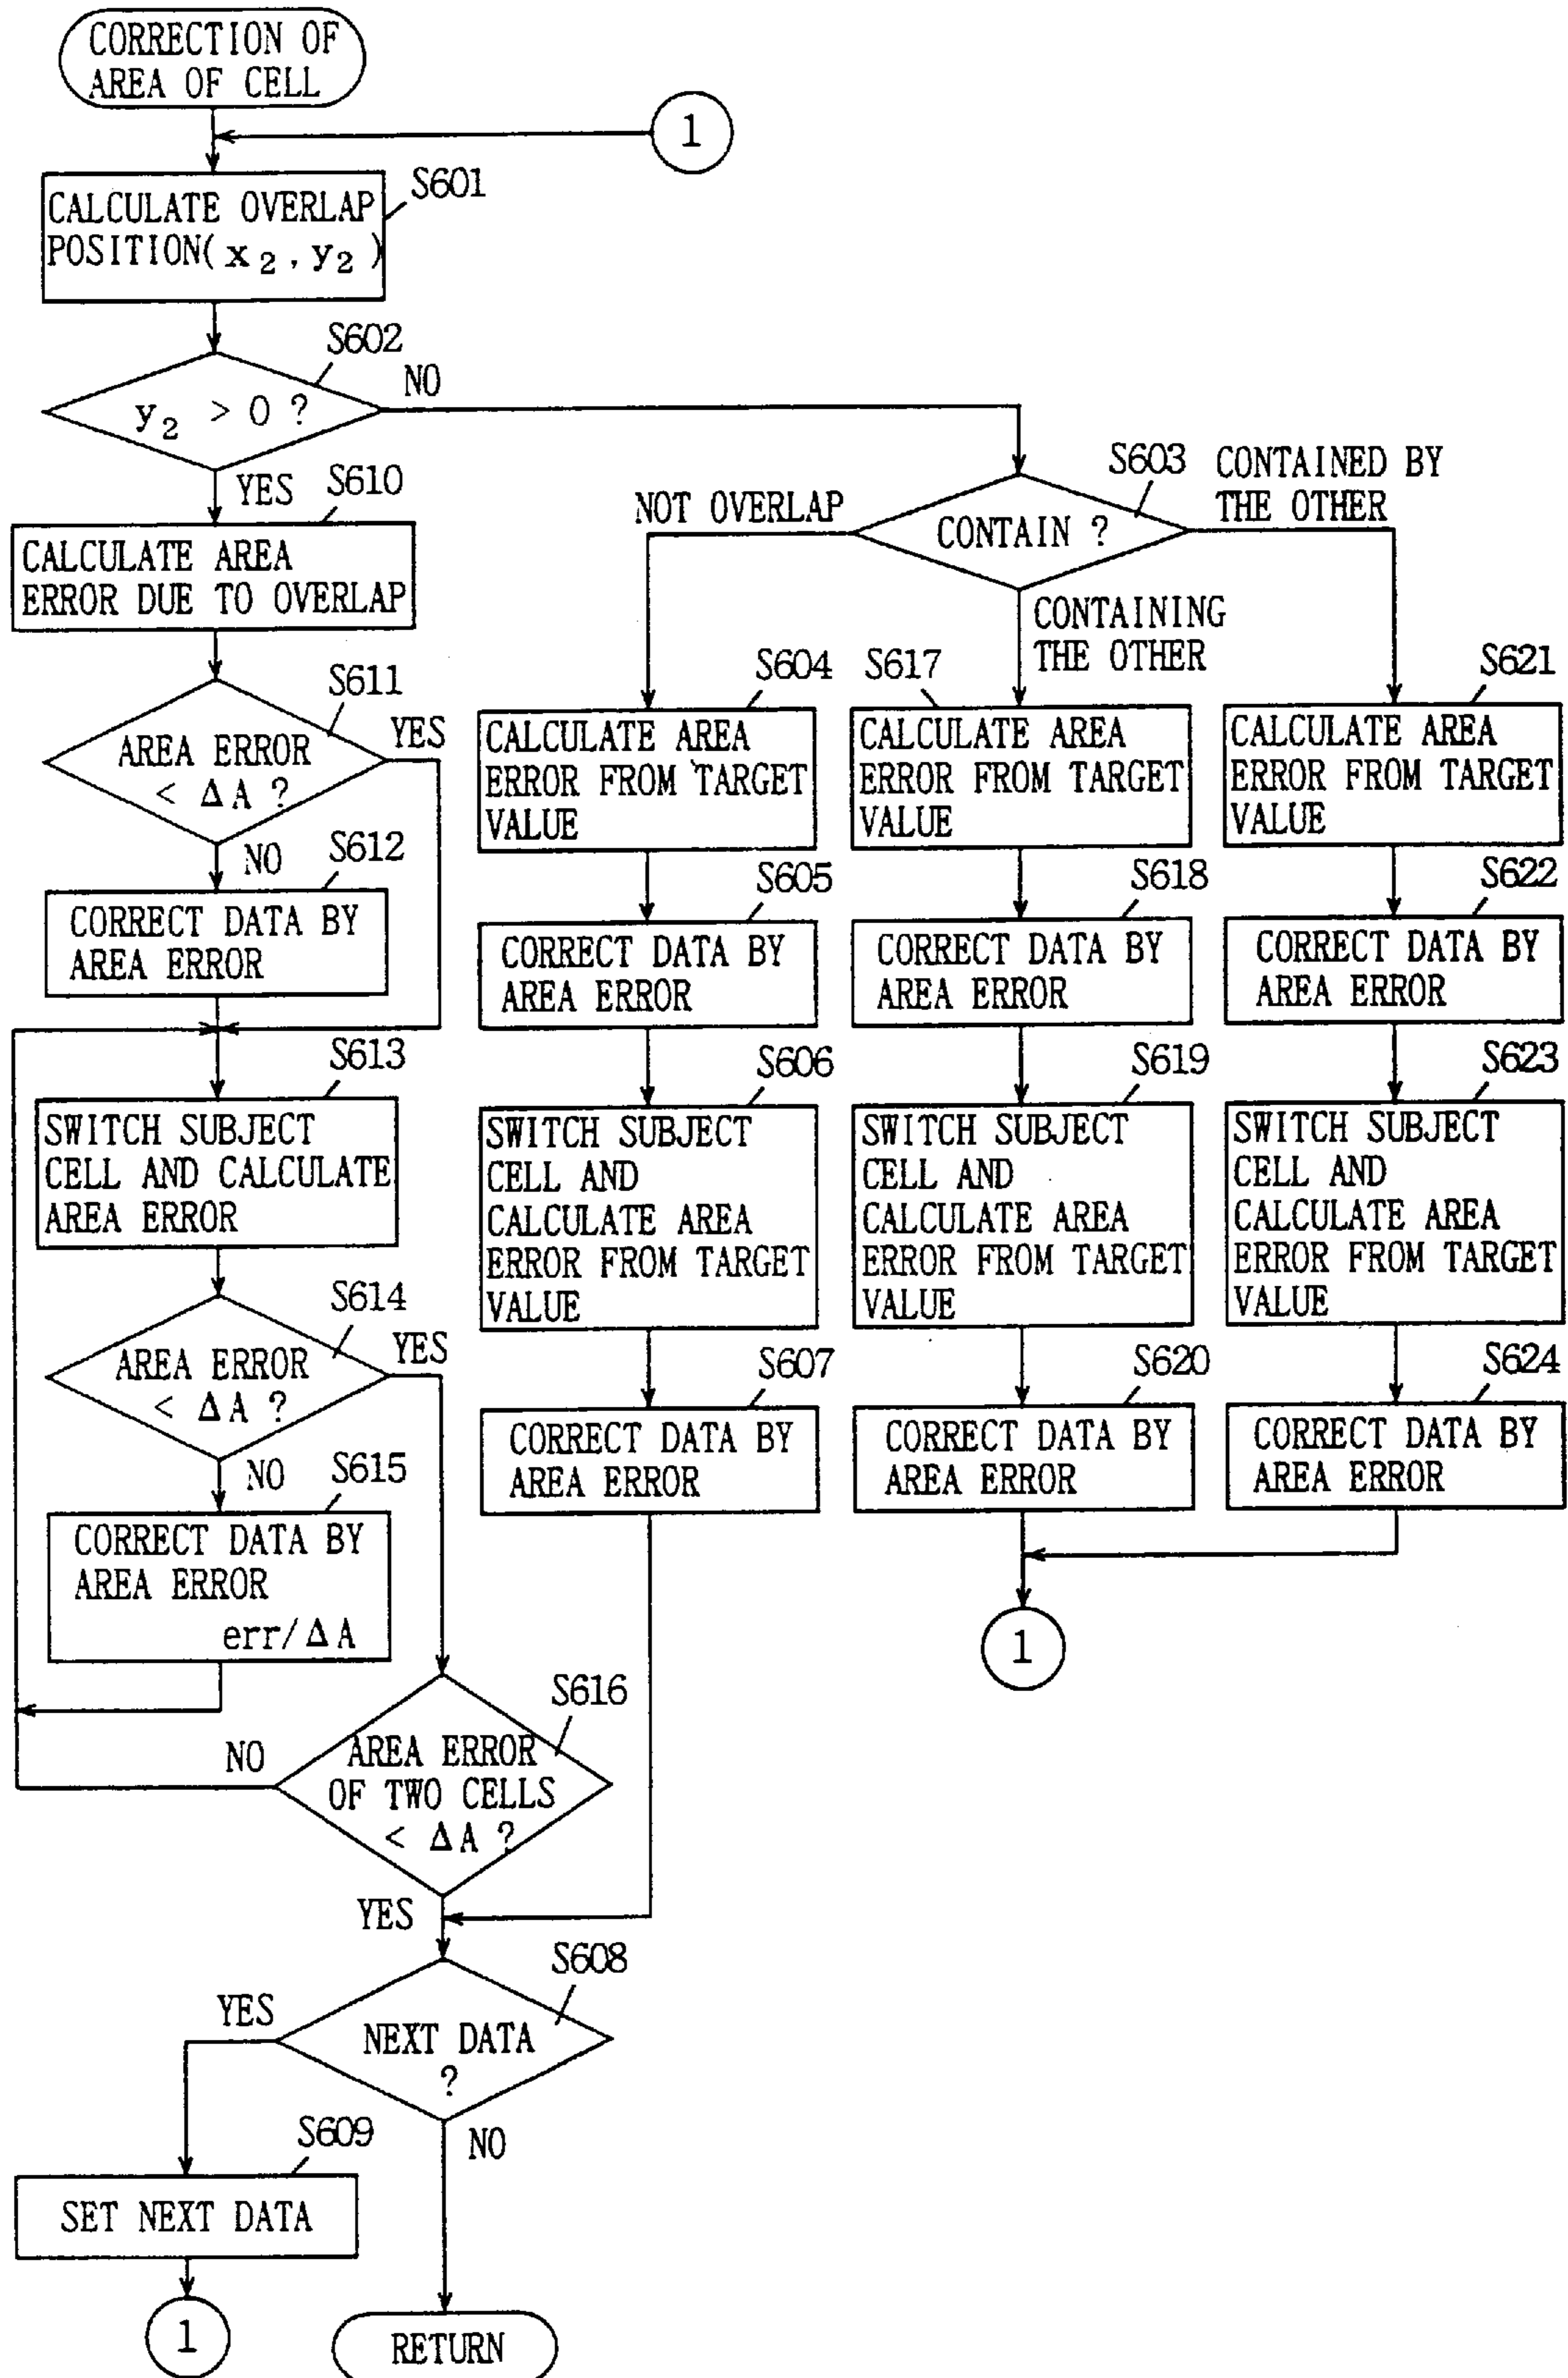 CORRECTION OF
AREA OF CELL
1
S601
CALCULATE OVERLAP
POSITION(x₂,y₂)
S602
y₂ > 0 ?
NO
YES
S610
CALCULATE AREA
ERROR DUE TO OVERLAP
S611
AREA ERROR
< ΔA ?
YES
NO
S612
CORRECT DATA BY
AREA ERROR
S613
SWITCH SUBJECT
CELL AND CALCULATE
AREA ERROR
S614
AREA ERROR
< ΔA ?
YES
NO
S615
CORRECT DATA BY
AREA ERROR
err/ΔA
S616
AREA ERROR
OF TWO CELLS
< ΔA ?
NO
YES
S608
NEXT DATA
?
YES
NO
S609
SET NEXT DATA
1
RETURN
S603
CONTAIN ?
NOT OVERLAP
CONTAINING
THE OTHER
CONTAINED BY
THE OTHER
S604
CALCULATE AREA
ERROR FROM TARGET
VALUE
S605
CORRECT DATA BY
AREA ERROR
S606
SWITCH SUBJECT
CELL AND
CALCULATE AREA
ERROR FROM TARGET
VALUE
S607
CORRECT DATA BY
AREA ERROR
S617
CALCULATE AREA
ERROR FROM TARGET
VALUE
S618
CORRECT DATA BY
AREA ERROR
S619
SWITCH SUBJECT
CELL AND
CALCULATE AREA
ERROR FROM TARGET
VALUE
S620
CORRECT DATA BY
AREA ERROR
S621
CALCULATE AREA
ERROR FROM TARGET
VALUE
S622
CORRECT DATA BY
AREA ERROR
S623
SWITCH SUBJECT
CELL AND
CALCULATE AREA
ERROR FROM TARGET
VALUE
S624
CORRECT DATA BY
AREA ERROR
1